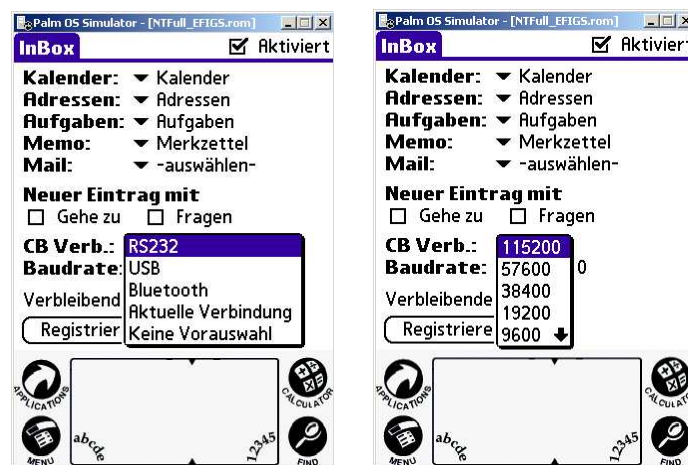 Palm OS Simulator - [NTFull_EFIGS.rom]
InBox Aktiviert
Kalender: Kalender
Adressen: Adressen
Aufgaben: Aufgaben
Memo: Merkzettel
Mail: -auswählen-
Neuer Eintrag mit
Gehe zu Fragen
CB Verb.: RS232
Baudrate: USB
Bluetooth
Verbleibend
Aktuelle Verbindung
Registrier Keine Vorauswahl
APPLICATIONS CALCULATOR
MENU abcde 12345 FIND
Palm OS Simulator - [NTFull_EFIGS.rom]
InBox Aktiviert
Kalender: Kalender
Adressen: Adressen
Aufgaben: Aufgaben
Memo: Merkzettel
Mail: -auswählen-
Neuer Eintrag mit
Gehe zu Fragen
CB Verb.: 115200
Baudrate: 57600 0
38400
Verbleibende
19200
Registriere 9600
APPLICATIONS CALCULATOR
MENU abcde 12345 FIND